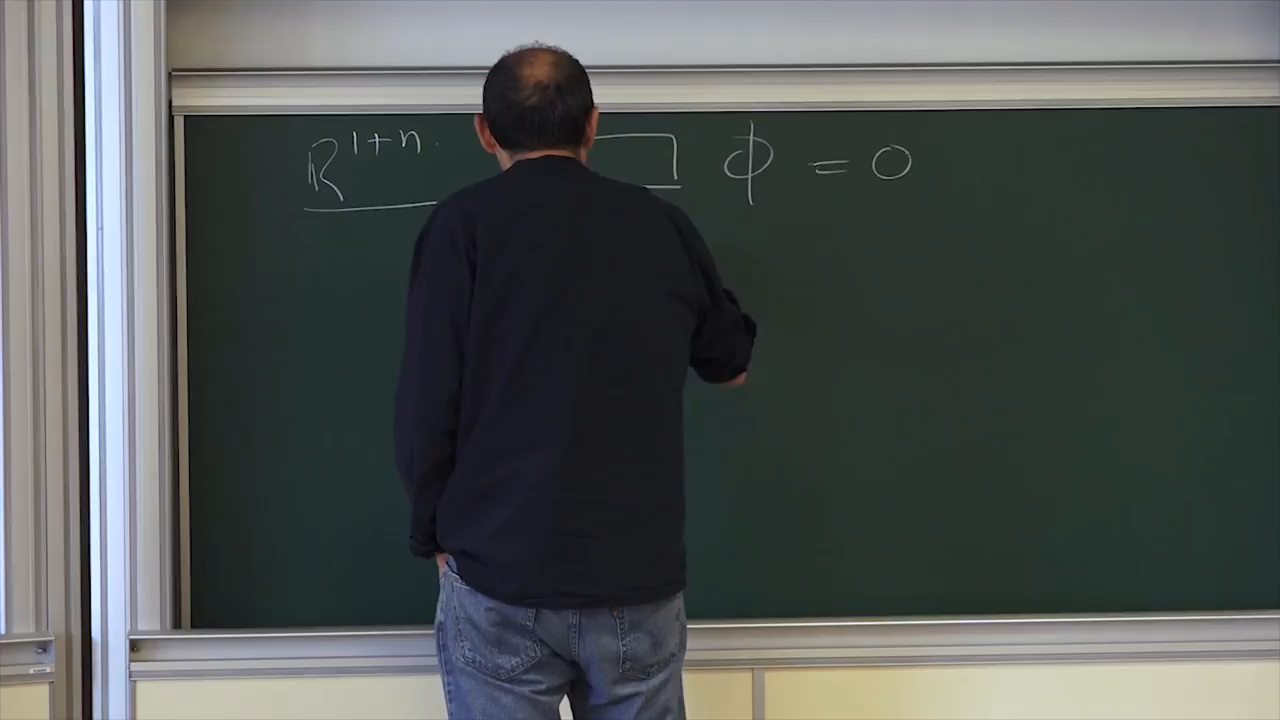 ℝ^{1+n}. □ ϕ = 0